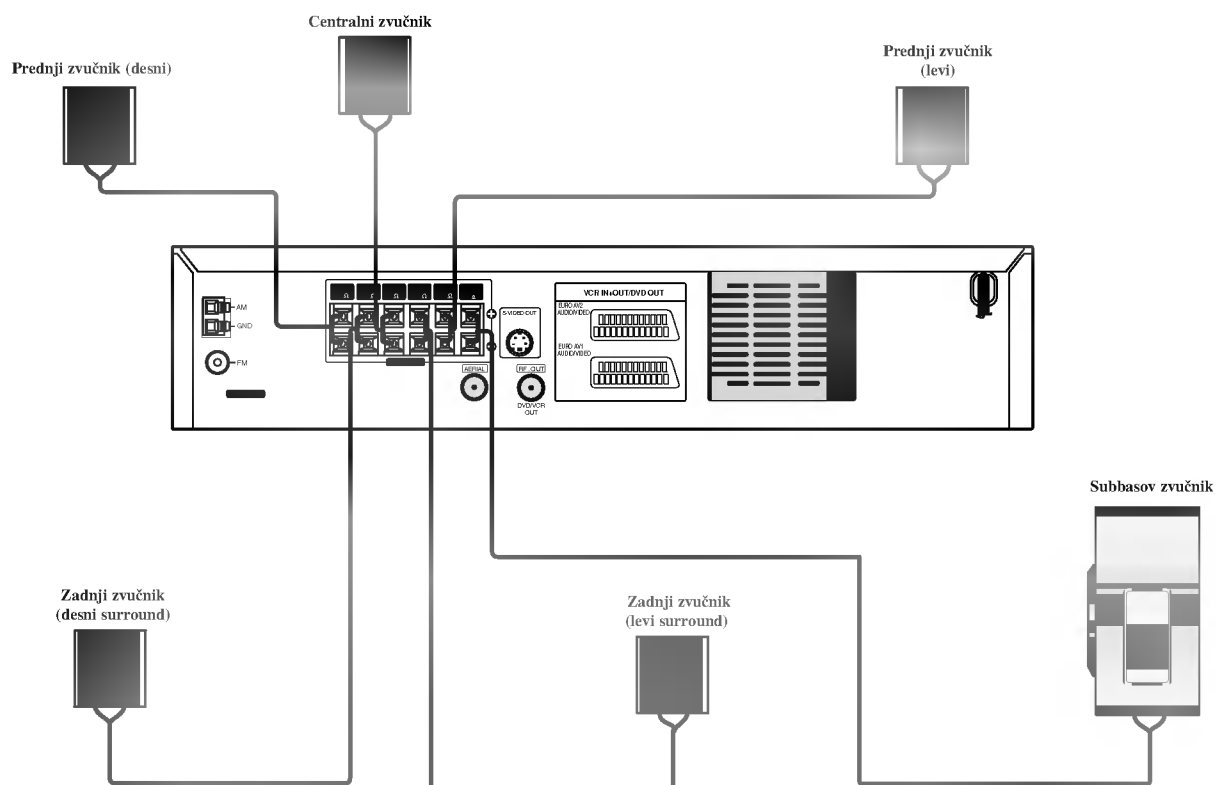 Centralni zvučnik
Prednji zvučnik (desni)
Prednji zvučnik
(levi)
AM
GND
FM
S-VIDEO OUT
AERIAL
RF. OUT
DVD/VCR
OUT
VCR IN+OUT/DVD OUT
EURO AV2
AUDIO/VIDEO
EURO AV1
AUDIO/VIDEO
Subbasov zvučnik
Zadnji zvučnik
(desni surround)
Zadnji zvučnik
(levi surround)